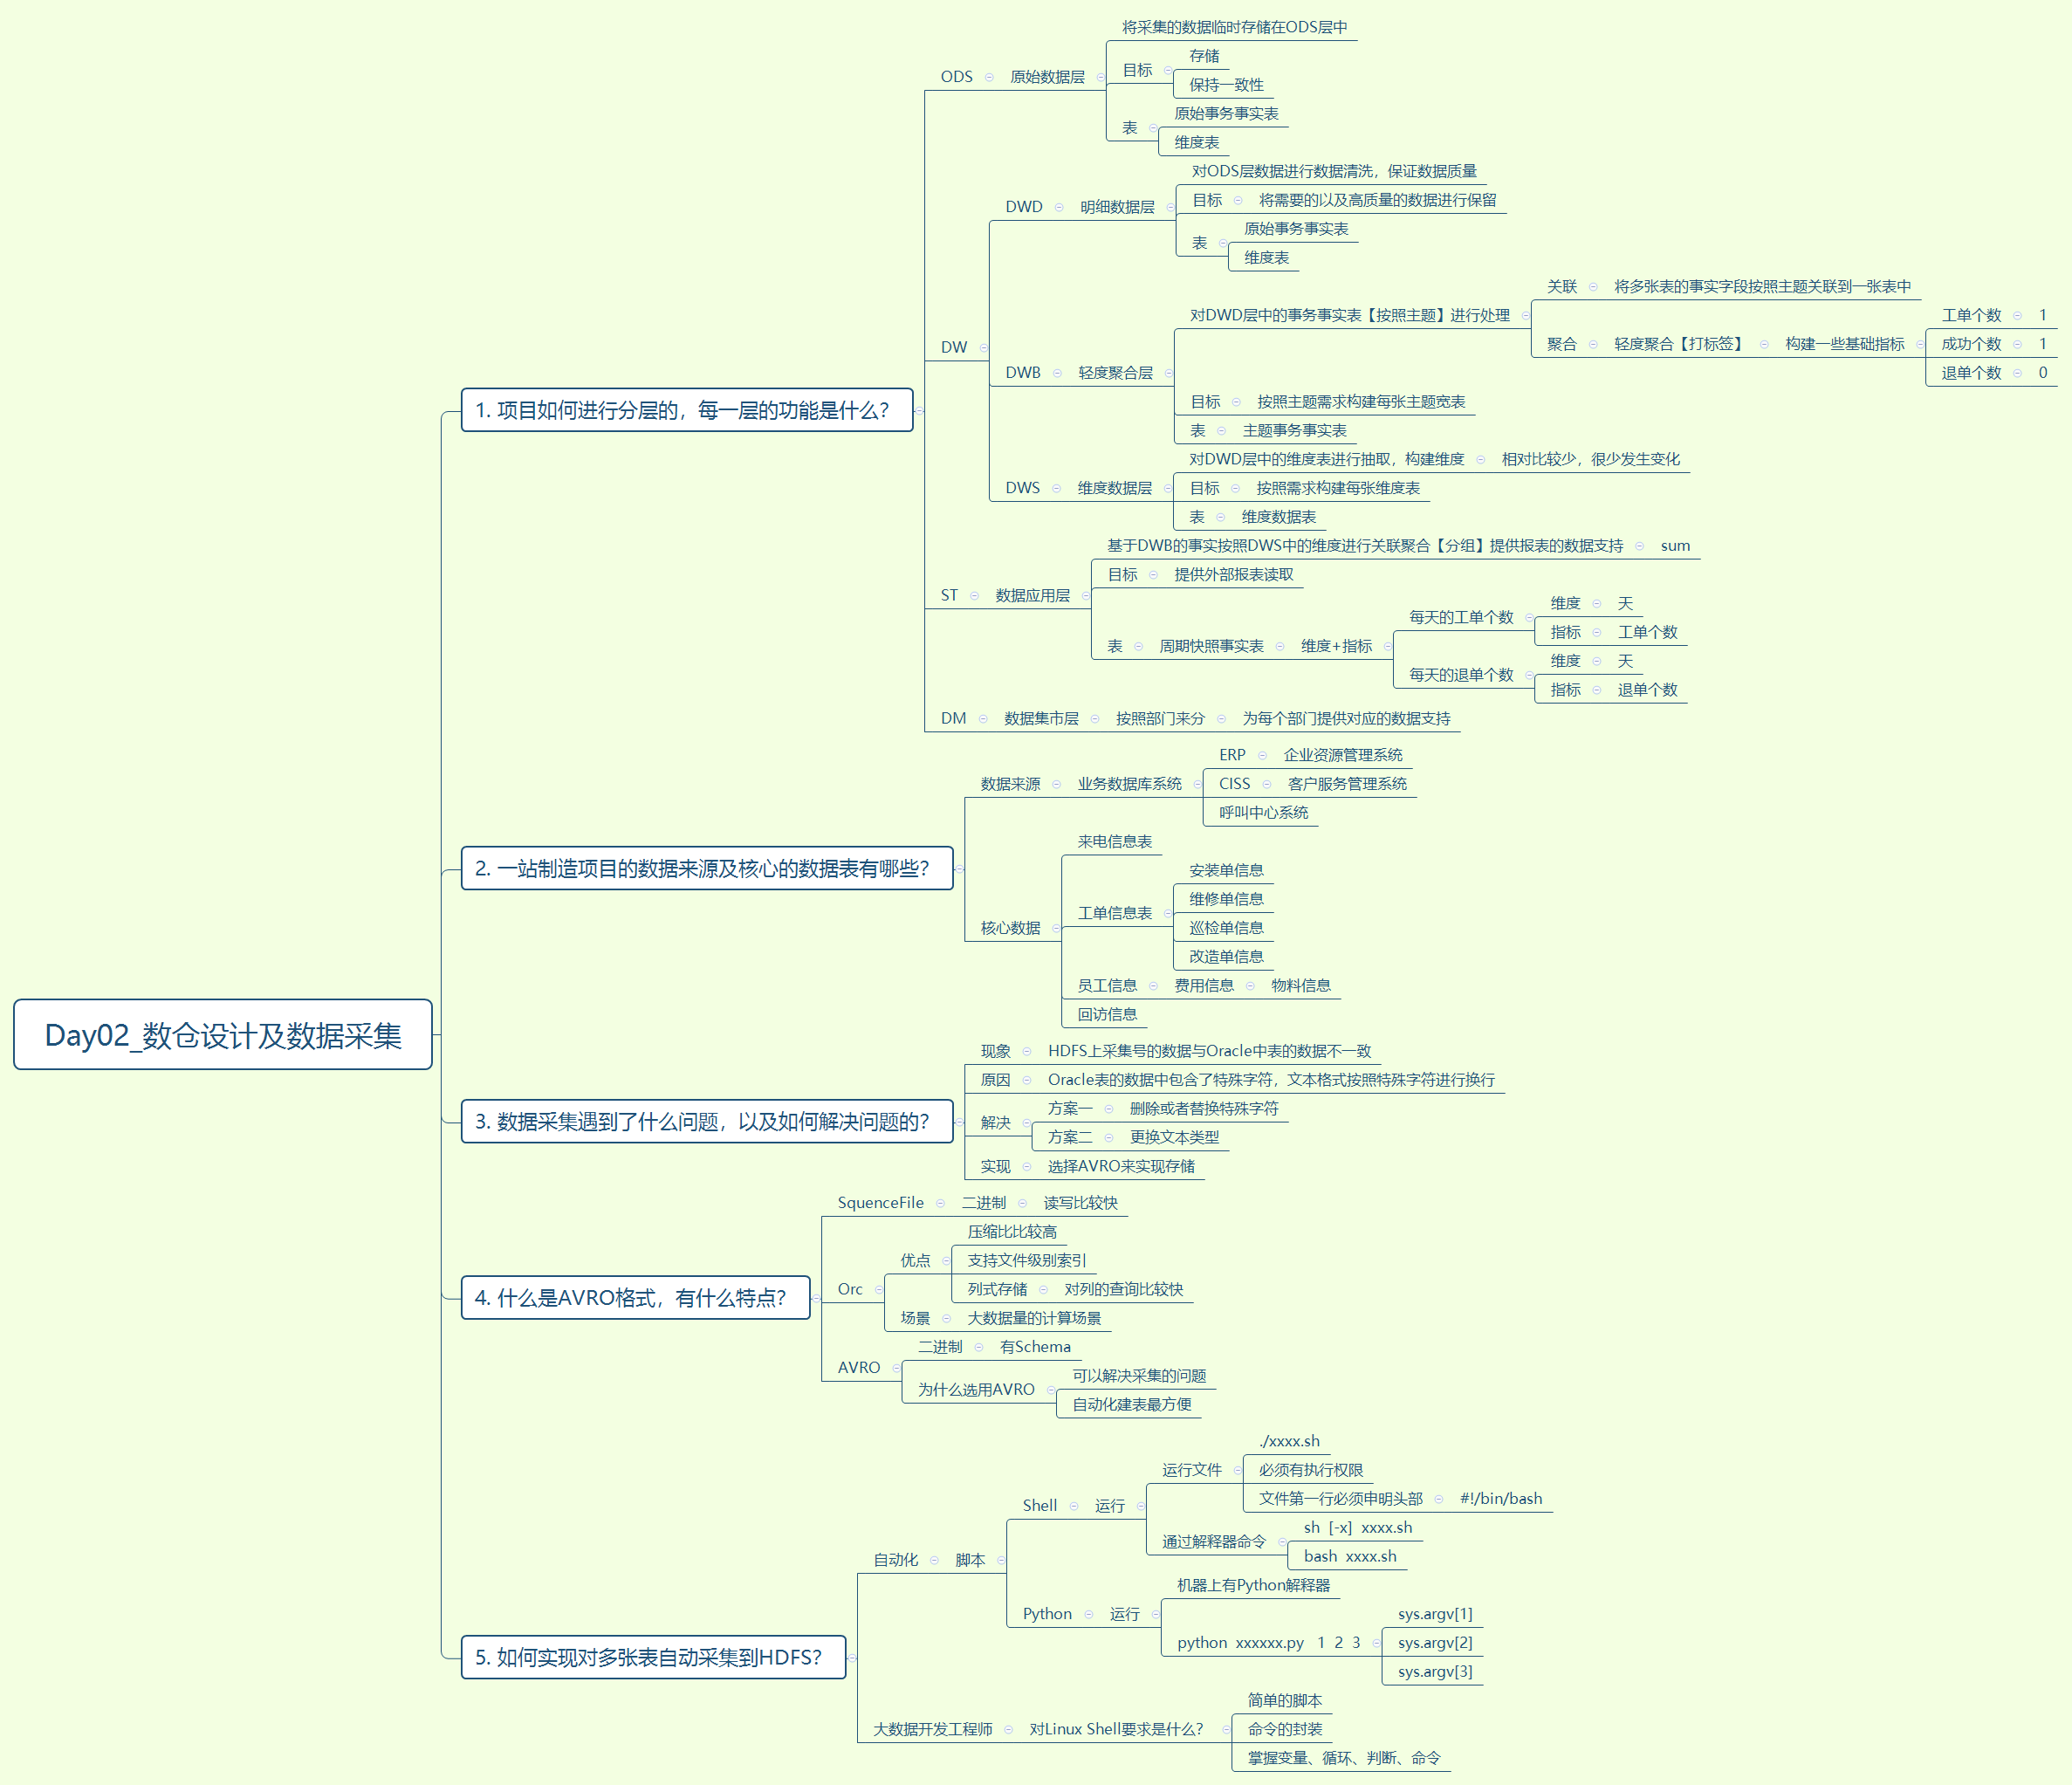 Day02_数仓设计及数据采集
1. 项目如何进行分层的，每一层的功能是什么？
ODS
原始数据层
将采集的数据临时存储在ODS层中
目标
存储
保持一致性
表
原始事务事实表
维度表
DW
DWD
明细数据层
对ODS层数据进行数据清洗，保证数据质量
目标
将需要的以及高质量的数据进行保留
表
原始事务事实表
维度表
DWB
轻度聚合层
对DWD层中的事务事实表【按照主题】进行处理
关联
将多张表的事实字段按照主题关联到一张表中
聚合
轻度聚合【打标签】
构建一些基础指标
工单个数
1
成功个数
1
退单个数
0
目标
按照主题需求构建每张主题宽表
表
主题事务事实表
DWS
维度数据层
对DWD层中的维度表进行抽取，构建维度
相对比较少，很少发生变化
目标
按照需求构建每张维度表
表
维度数据表
ST
数据应用层
基于DWB的事实按照DWS中的维度进行关联聚合【分组】提供报表的数据支持
sum
目标
提供外部报表读取
表
周期快照事实表
维度+指标
每天的工单个数
维度
天
指标
工单个数
每天的退单个数
维度
天
指标
退单个数
DM
数据集市层
按照部门来分
为每个部门提供对应的数据支持
2. 一站制造项目的数据来源及核心的数据表有哪些？
数据来源
业务数据库系统
ERP
企业资源管理系统
CISS
客户服务管理系统
呼叫中心系统
核心数据
来电信息表
工单信息表
安装单信息
维修单信息
巡检单信息
改造单信息
员工信息
费用信息
物料信息
回访信息
3. 数据采集遇到了什么问题，以及如何解决问题的？
现象
HDFS上采集号的数据与Oracle中表的数据不一致
原因
Oracle表的数据中包含了特殊字符，文本格式按照特殊字符进行换行
解决
方案一
删除或者替换特殊字符
方案二
更换文本类型
实现
选择AVRO来实现存储
4. 什么是AVRO格式，有什么特点？
SquenceFile
二进制
读写比较快
Orc
优点
压缩比比较高
支持文件级别索引
列式存储
对列的查询比较快
场景
大数据量的计算场景
AVRO
二进制
有Schema
为什么选用AVRO
可以解决采集的问题
自动化建表最方便
5. 如何实现对多张表自动采集到HDFS？
自动化
脚本
Shell
运行
运行文件
./xxxx.sh
必须有执行权限
文件第一行必须申明头部
#!/bin/bash
通过解释器命令
sh [-x] xxxx.sh
bash xxxx.sh
Python
运行
机器上有Python解释器
python xxxxxx.py 1 2 3
sys.argv[1]
sys.argv[2]
sys.argv[3]
大数据开发工程师
对Linux Shell要求是什么？
简单的脚本
命令的封装
掌握变量、循环、判断、命令